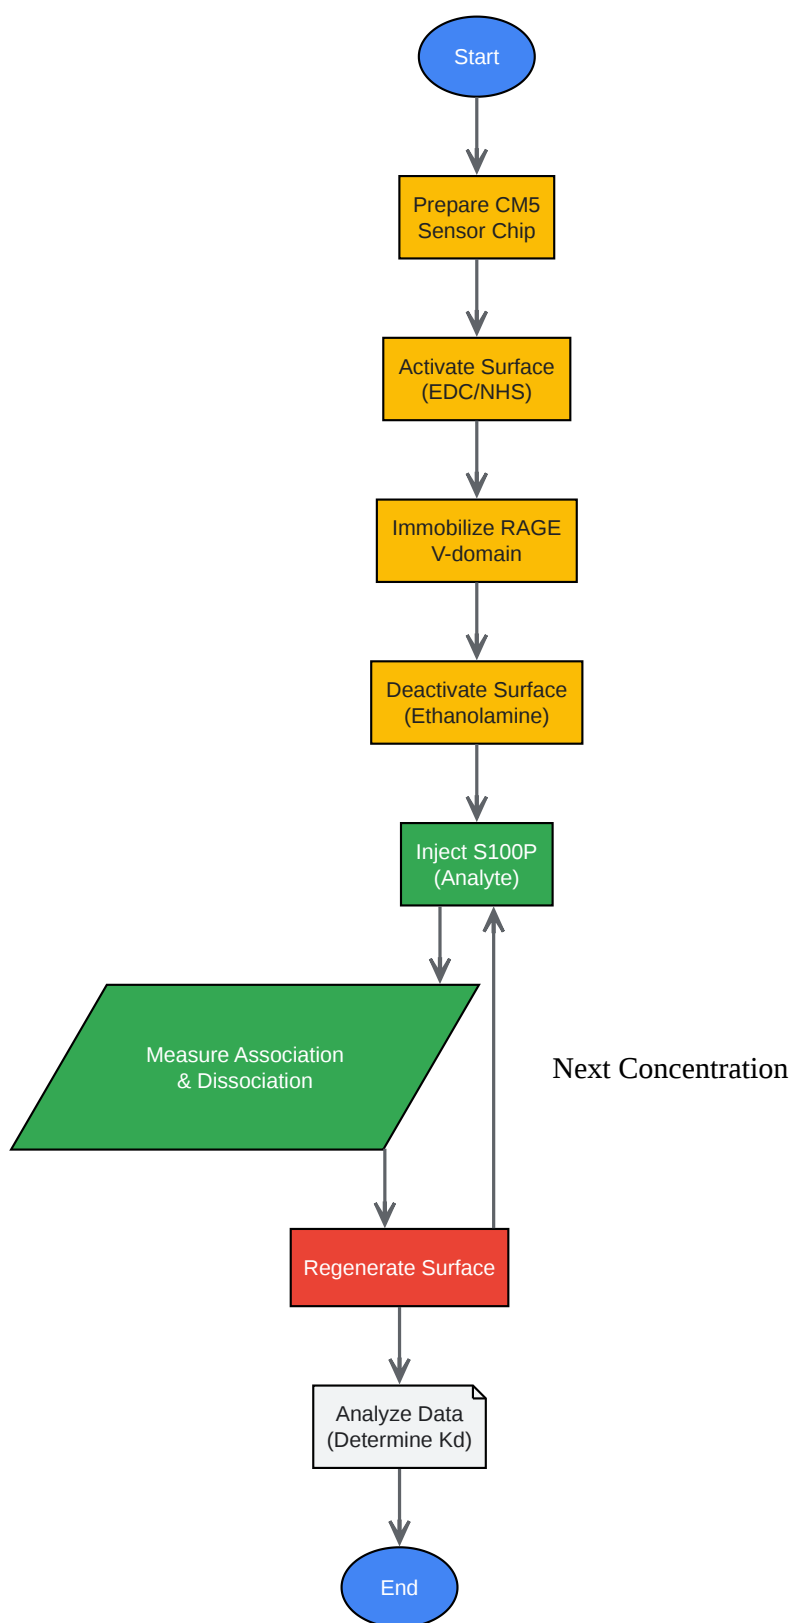 Start
Prepare CM5
Sensor Chip
Activate Surface
(EDC/NHS)
Immobilize RAGE
V-domain
Deactivate Surface
(Ethanolamine)
Inject S100P
(Analyte)
Measure Association
& Dissociation
Next Concentration
Regenerate Surface
Analyze Data
(Determine Kd)
End